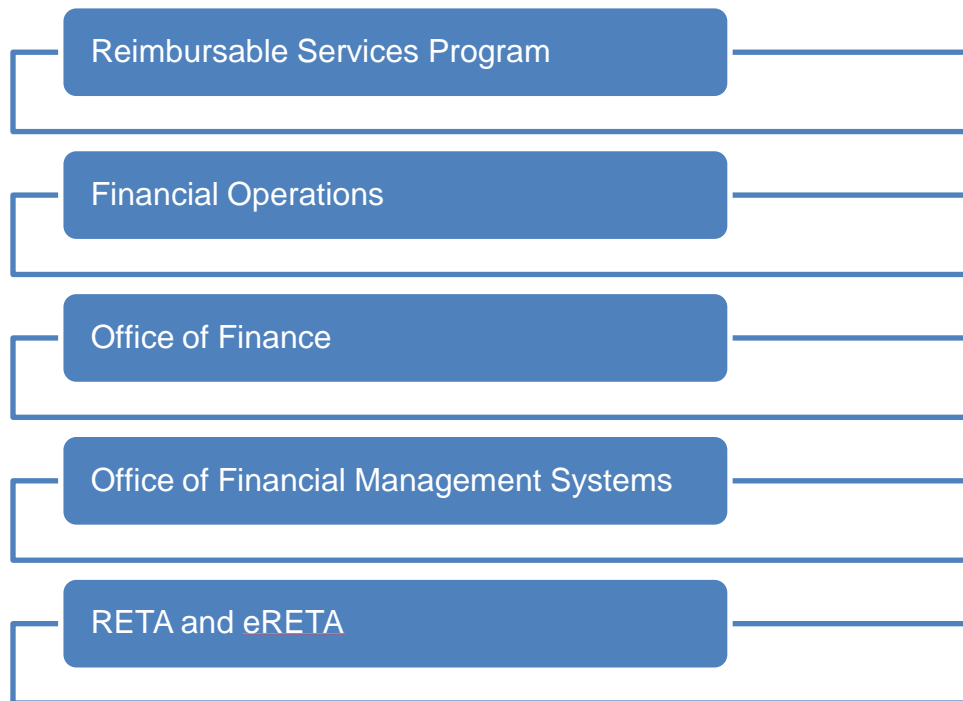 Reimbursable Services Program
Financial Operations
Office of Finance
Office of Financial Management Systems
RETA and eRETA